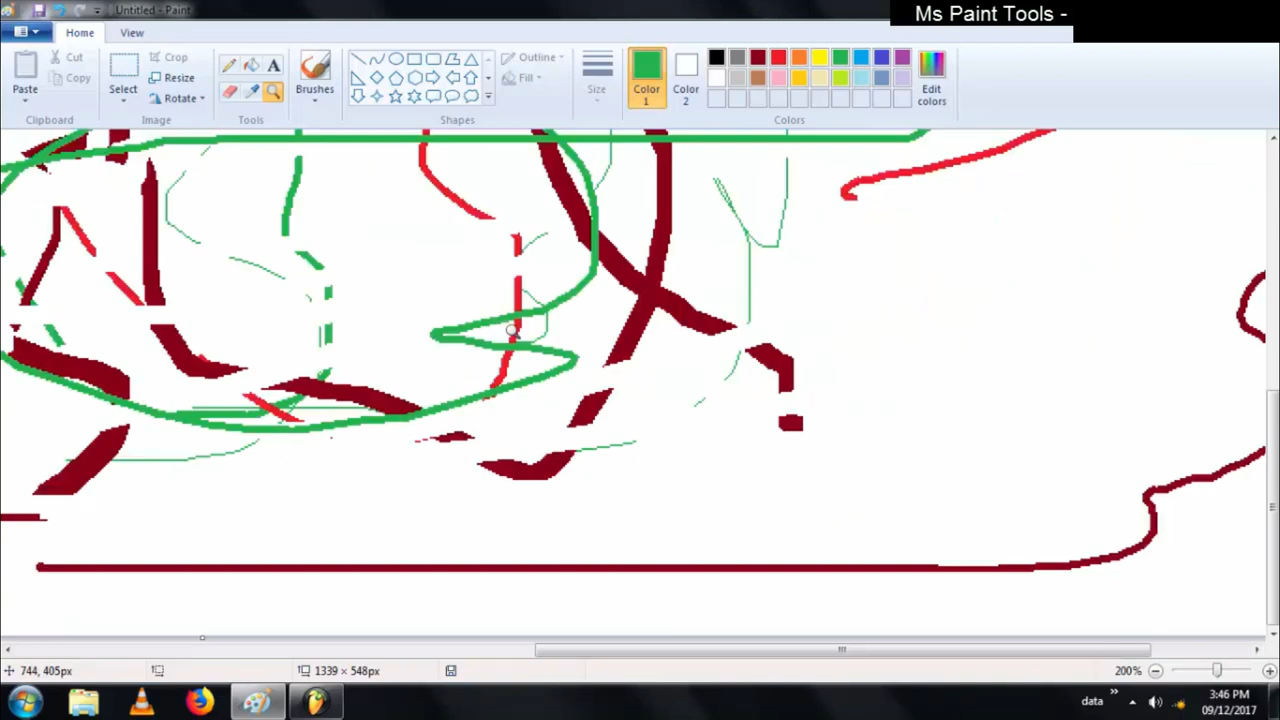 Untitled - Paint
Ms Paint Tools -
Home
View
Cut
Copy
Paste
Clipboard
Select
Crop
Resize
Rotate
Image
A
Tools
Brushes
Outline
Fill
Shapes
Size
Color 1
Color 2
Edit colors
Colors
744, 405px
1339 × 548px
200%
data
3:46 PM
09/12/2017